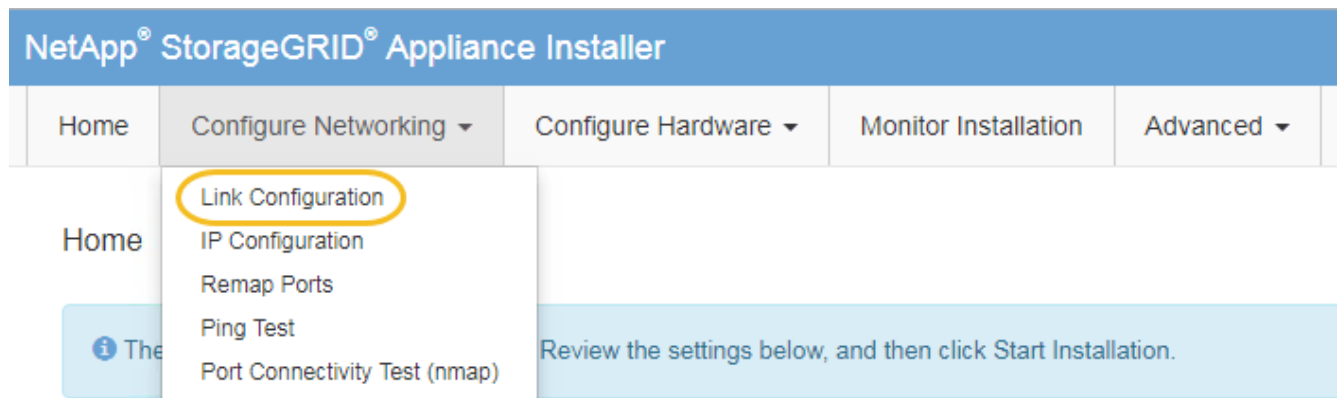 NetApp® StorageGRID® Appliance Installer
Home Configure Networking Configure Hardware Monitor Installation Advanced
Link Configuration
Home IP Configuration
Remap Ports
Ping Test
The Review the settings below, and then click Start Installation.
Port Connectivity Test (nmap)